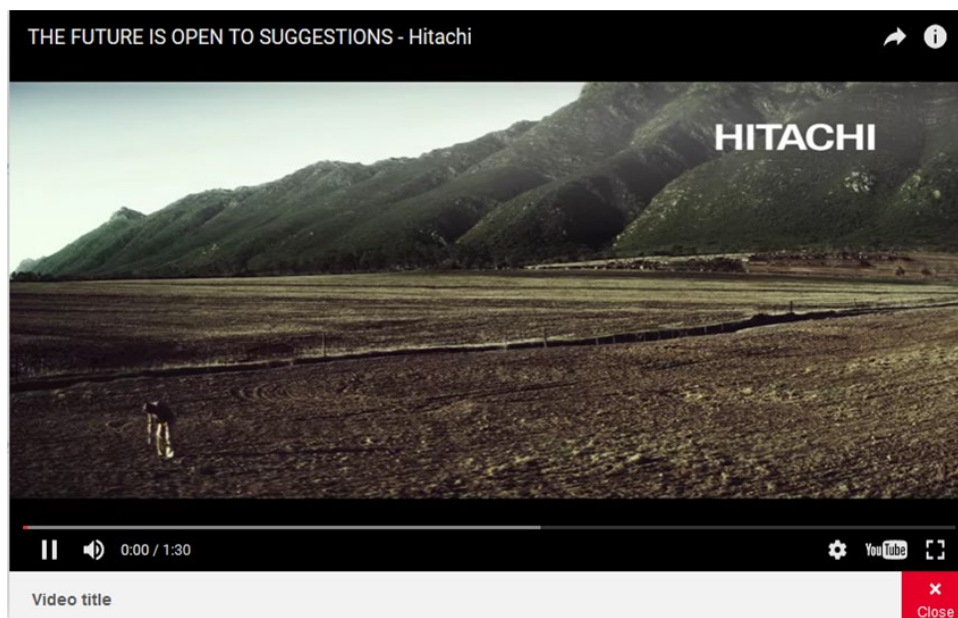 THE FUTURE IS OPEN TO SUGGESTIONS - Hitachi
HITACHI
0:00 / 1:30
YouTube
Video title
Close